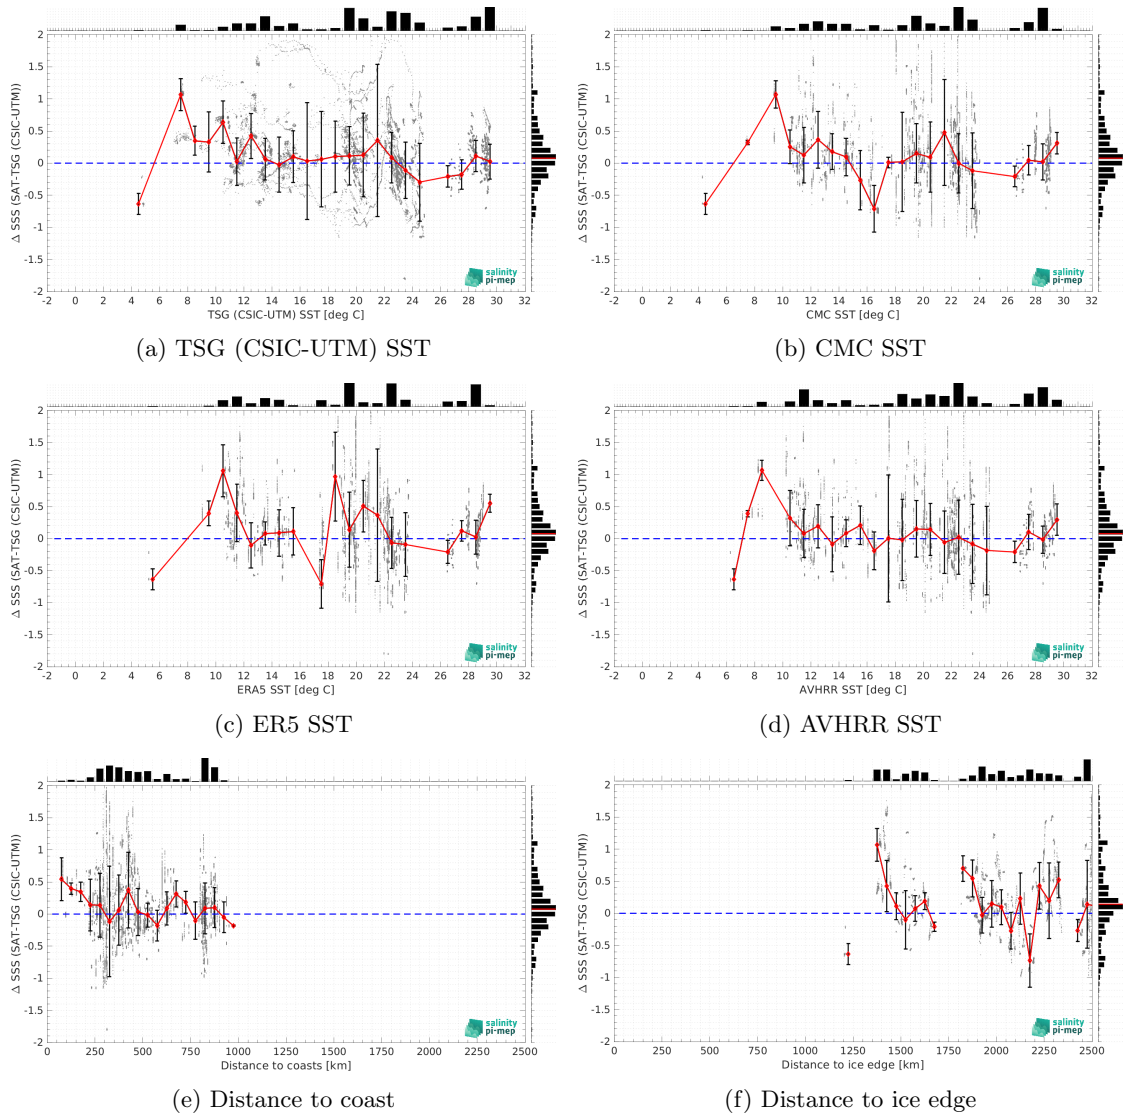 2
1.5
1
0.5
0
-0.5
-1
-1.5
-2
Δ SSS (SAT-TSG (CSIC-UTM))
salinity
pi-mep
-2 0 2 4 6 8 10 12 14 16 18 20 22 24 26 28 30 32
TSG (CSIC-UTM) SST [deg C]
(a) TSG (CSIC-UTM) SST
2
1.5
1
0.5
0
-0.5
-1
-1.5
-2
Δ SSS (SAT-TSG (CSIC-UTM))
salinity
pi-mep
-2 0 2 4 6 8 10 12 14 16 18 20 22 24 26 28 30 32
CMC SST [deg C]
(b) CMC SST
2
1.5
1
0.5
0
-0.5
-1
-1.5
-2
Δ SSS (SAT-TSG (CSIC-UTM))
salinity
pi-mep
-2 0 2 4 6 8 10 12 14 16 18 20 22 24 26 28 30 32
ERA5 SST [deg C]
(c) ER5 SST
2
1.5
1
0.5
0
-0.5
-1
-1.5
-2
Δ SSS (SAT-TSG (CSIC-UTM))
salinity
pi-mep
-2 0 2 4 6 8 10 12 14 16 18 20 22 24 26 28 30 32
AVHRR SST [deg C]
(d) AVHRR SST
2
1.5
1
0.5
0
-0.5
-1
-1.5
-2
Δ SSS (SAT-TSG (CSIC-UTM))
salinity
pi-mep
0 250 500 750 1000 1250 1500 1750 2000 2250 2500
Distance to coasts [km]
(e) Distance to coast
2
1.5
1
0.5
0
-0.5
-1
-1.5
-2
Δ SSS (SAT-TSG (CSIC-UTM))
salinity
pi-mep
0 250 500 750 1000 1250 1500 1750 2000 2250 2500
Distance to ice edge [km]
(f) Distance to ice edge